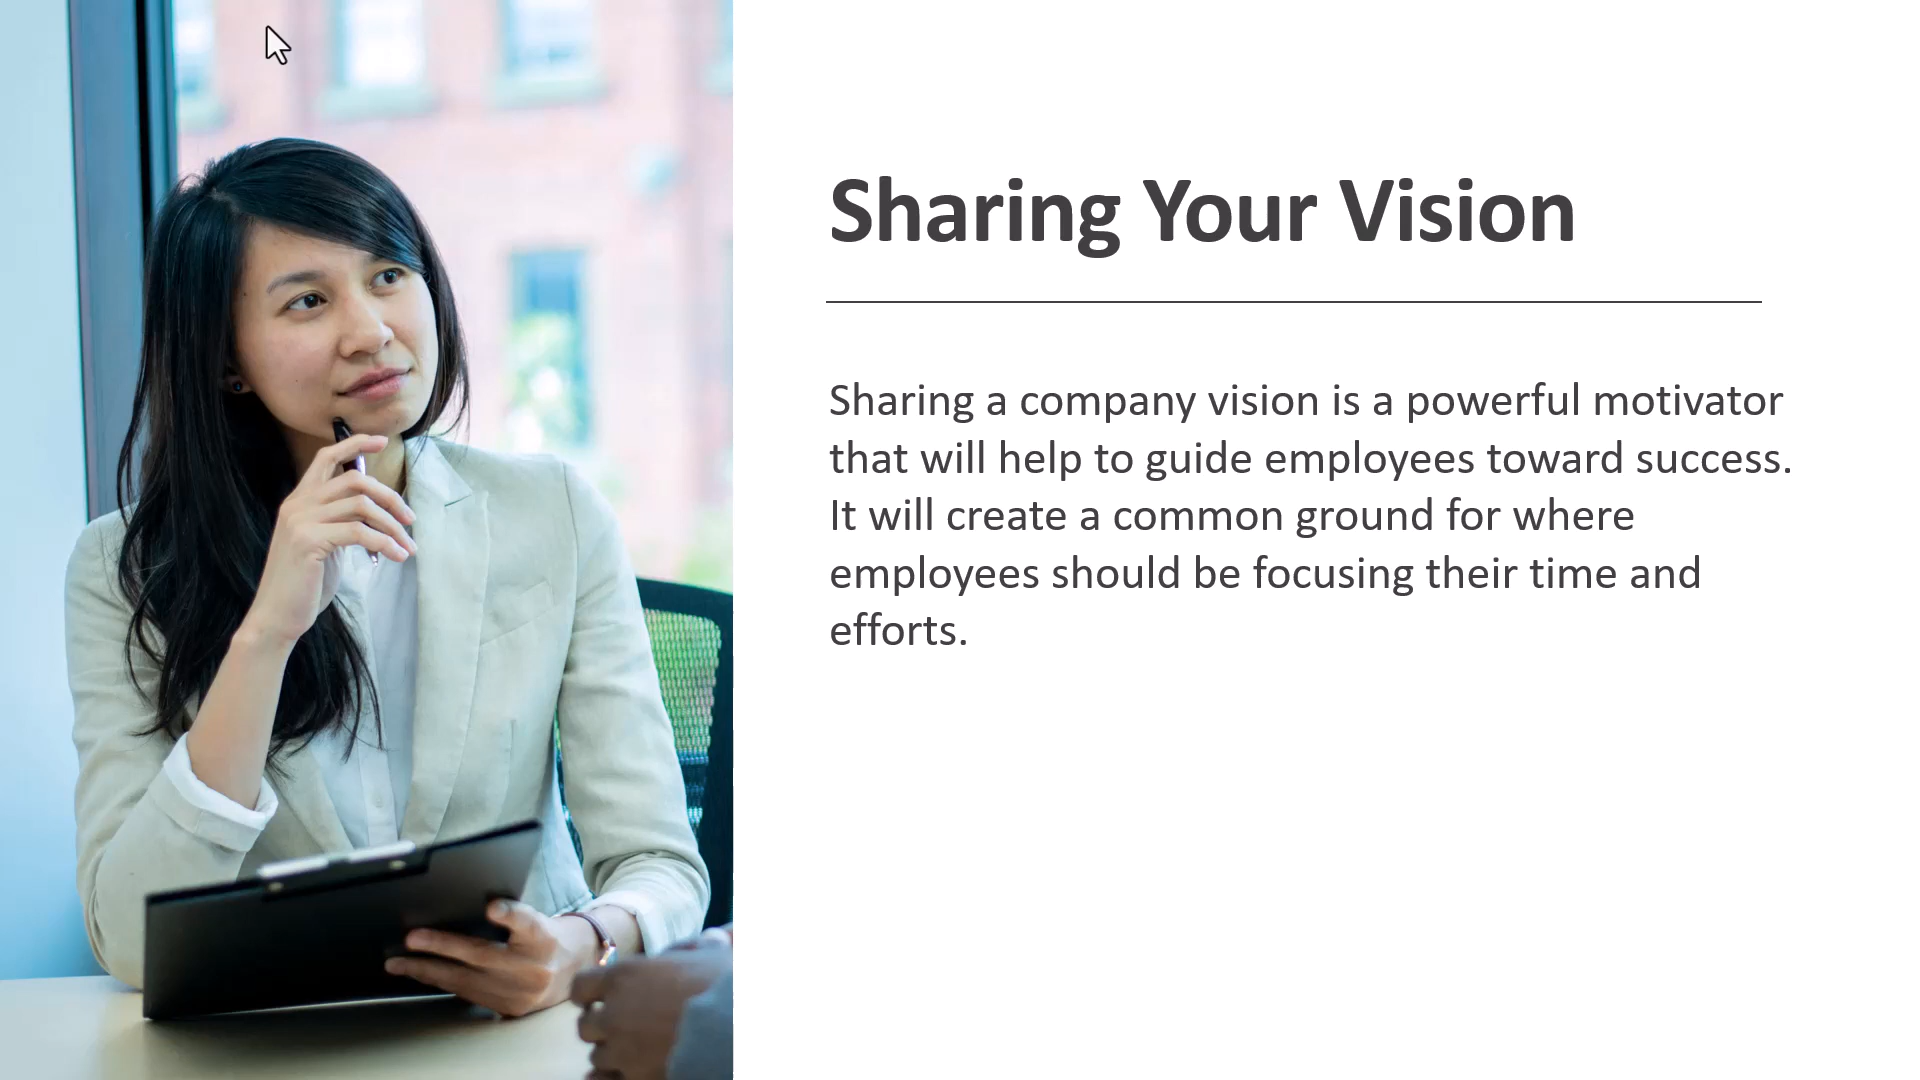 Sharing Your Vision
Sharing a company vision is a powerful motivator
that will help to guide employees toward success.
It will create a common ground for where
employees should be focusing their time and
efforts.